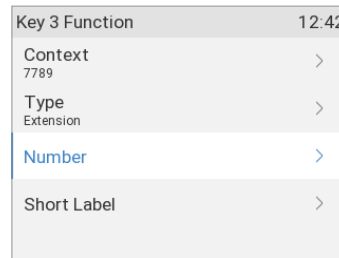 Key 3 Function 12:42
Context
7789
Type
Extension
Number
Short Label